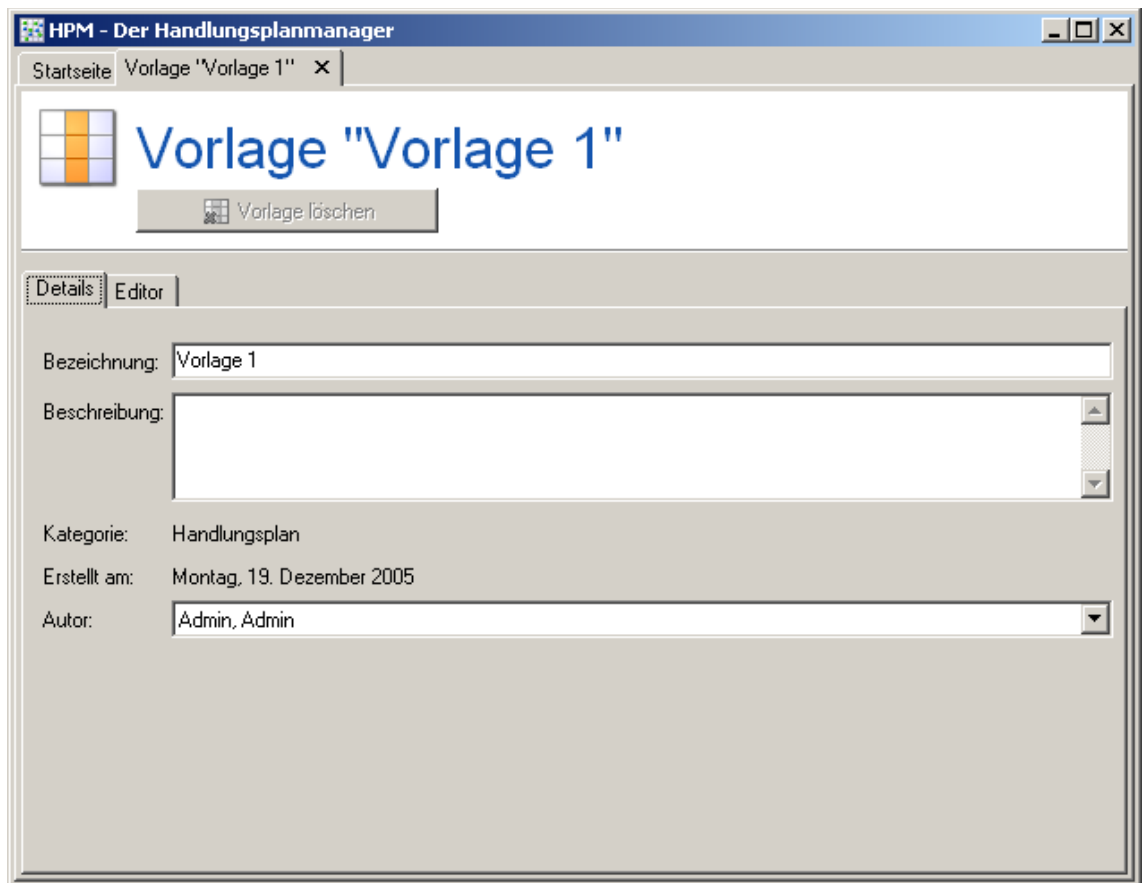 HPM - Der Handlungsplanmanager
Startseite Vorlage "Vorlage 1"
Vorlage "Vorlage 1"
Vorlage löschen
Details Editor
Bezeichnung: Vorlage 1
Beschreibung:
Kategorie: Handlungsplan
Erstellt am: Montag, 19. Dezember 2005
Autor: Admin, Admin